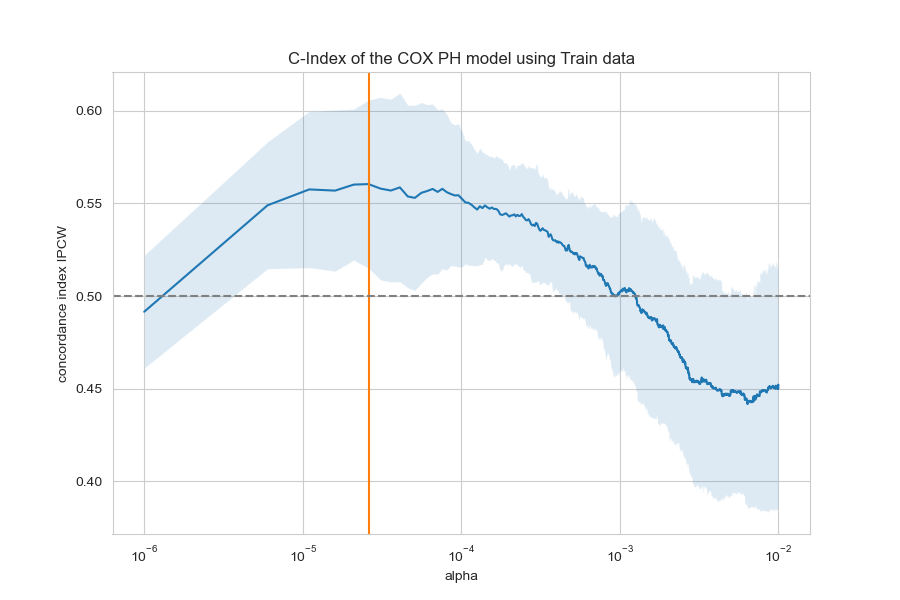 C-Index of the COX PH model using Train data
concordance index IPCW
0.60
0.55
0.50
0.45
0.40
10⁻⁶ 10⁻⁵ 10⁻⁴ 10⁻³ 10⁻²
alpha